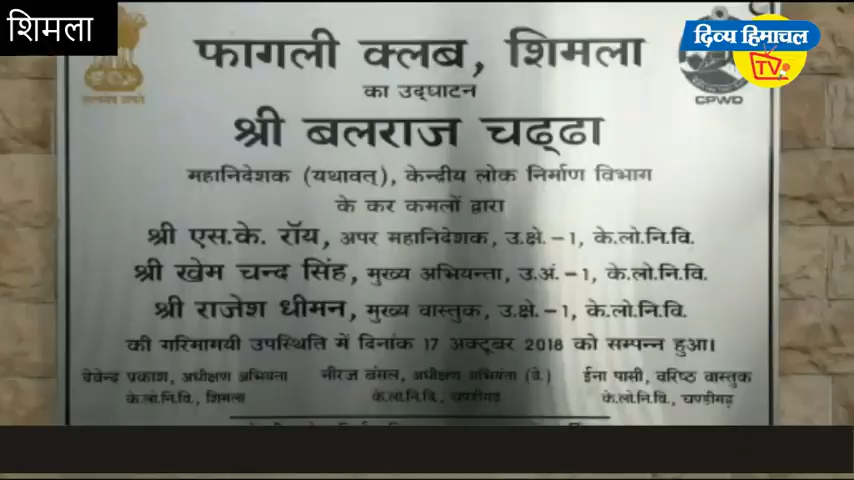 शिमला
दिव्य हिमाचल
TV
CPWD
फागली क्लब, शिमला
का उद्घाटन
श्री बलराज चढ्ढा
महानिदेशक (यथावत्), केन्द्रीय लोक निर्माण विभाग
के कर कमलों द्वारा
श्री एस.के. रॉय, अपर महानिदेशक, उ.क्षे.-1, के.लो.नि.वि.
श्री खेम चन्द सिंह, मुख्य अभियन्ता, उ.अं.-1, के.लो.नि.वि.
श्री राजेश धीमन, मुख्य वास्तुक, उ.क्षे.-1, के.लो.नि.वि.
की गरिमामयी उपस्थिति में दिनांक 17 अक्टूबर 2018 को सम्पन्न हुआ।
प्रकाश, अधीक्षण अभियंता नीरज बंसल, अधीक्षण अभियंता (वै.) ईना पासी, वरिष्ठ वास्तुक
के.लो.नि.वि., शिमला के.लो.नि.वि., चण्डीगढ़ के.लो.नि.वि., चण्डीगढ़